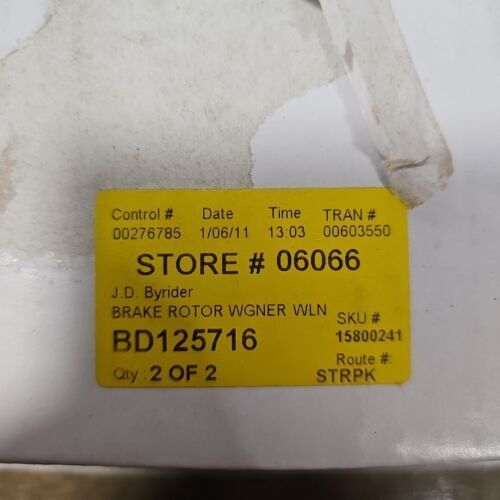 Control # Date Time TRAN #
00276785 1/06/11 13:03 00603550
STORE # 06066
J.D. Byrider
BRAKE ROTOR WGNER WLN
SKU #
BD125716 15800241
Route #:
Qty : 2 OF 2 STRPK